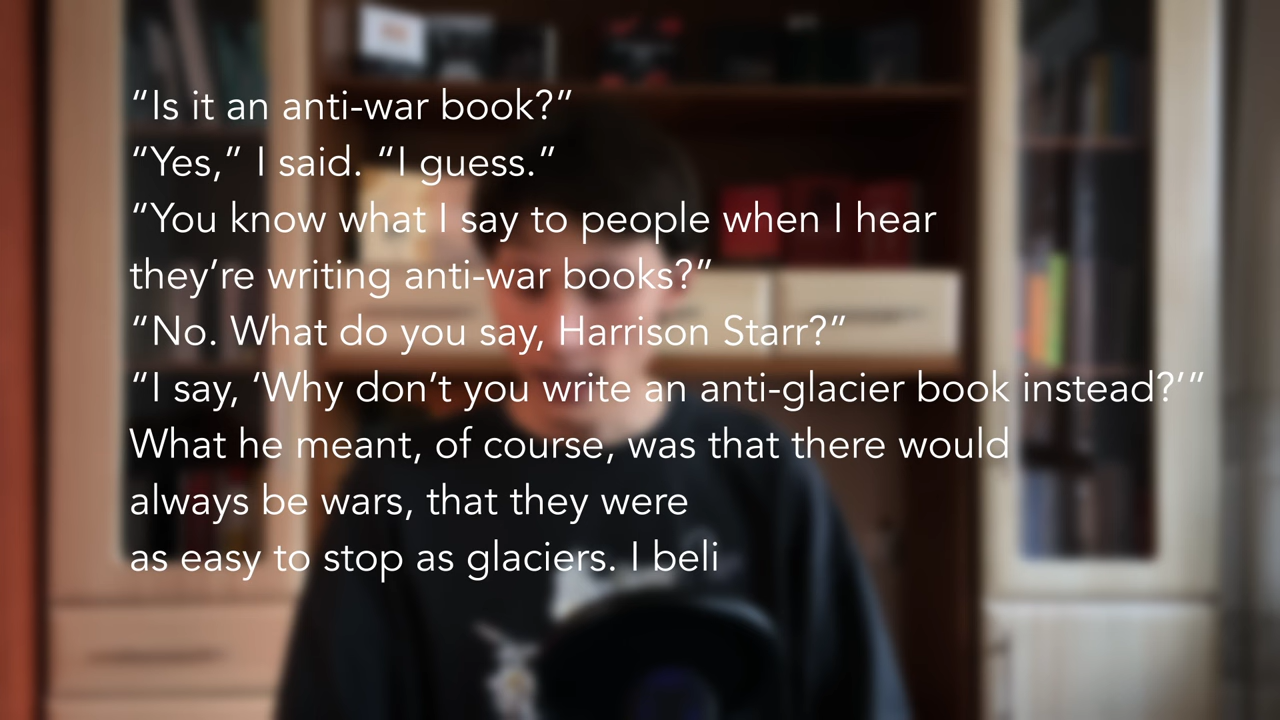 “Is it an anti-war book?”
“Yes,” I said. “I guess.”
“You know what I say to people when I hear
they’re writing anti-war books?”
“No. What do you say, Harrison Starr?”
“I say, ‘Why don’t you write an anti-glacier book instead?’”
What he meant, of course, was that there would
always be wars, that they were
as easy to stop as glaciers. I beli